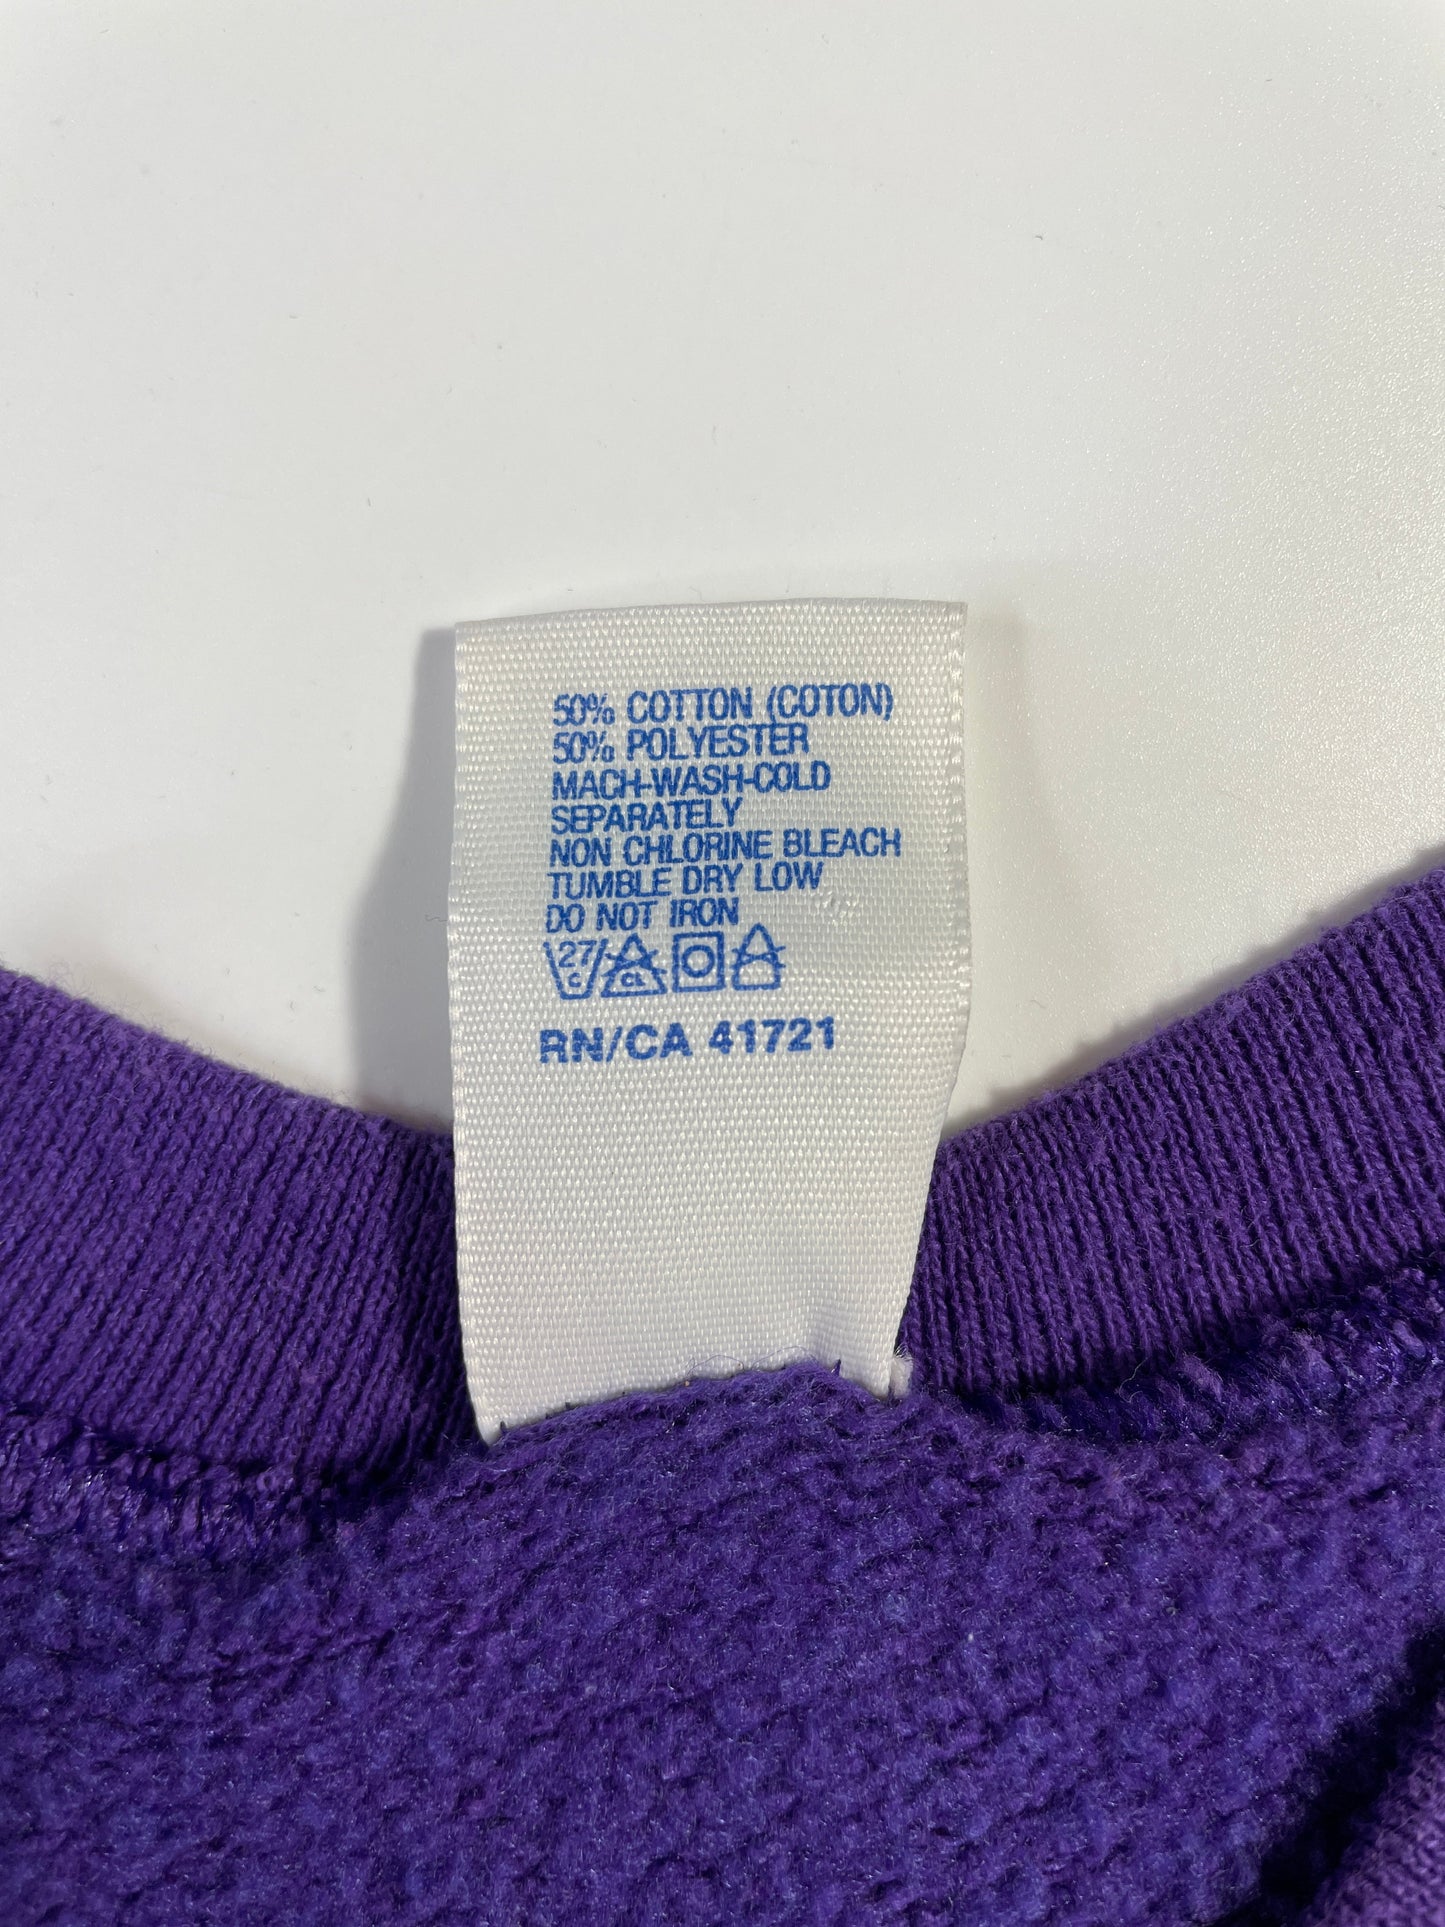 50% COTTON (COTON)
50% POLYESTER
MACH-WASH-COLD
SEPARATELY
NON CHLORINE BLEACH
TUMBLE DRY LOW
DO NOT IRON
27 C CL
RN/CA 41721